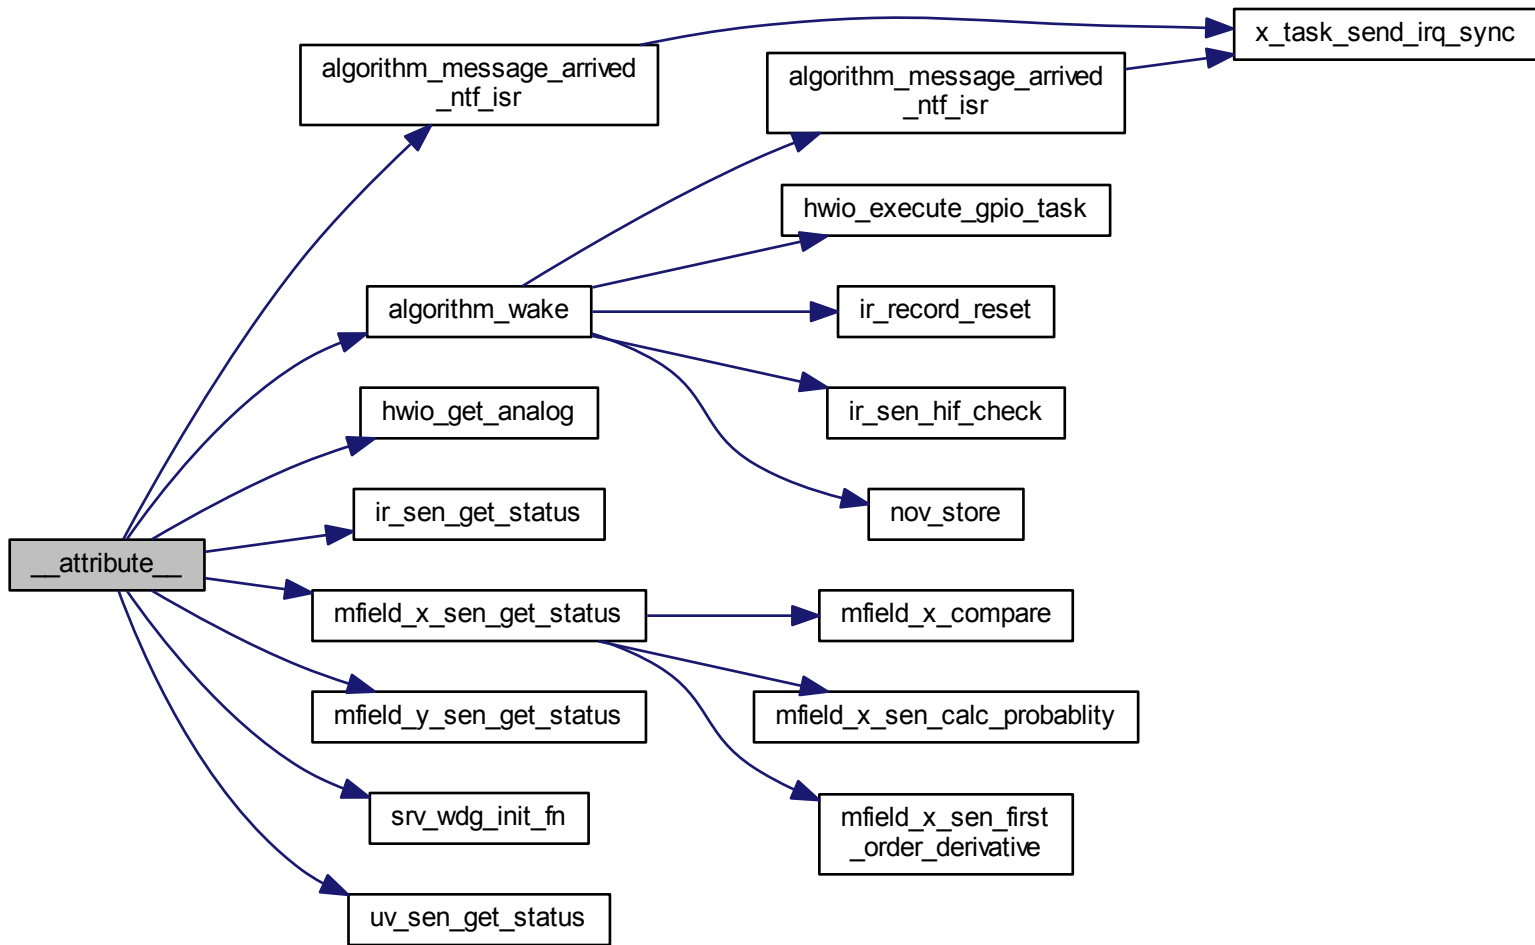 x_task_send_irq_sync
algorithm_message_arrived
_ntf_isr
algorithm_message_arrived
_ntf_isr
hwio_execute_gpio_task
algorithm_wake
ir_record_reset
hwio_get_analog
ir_sen_hif_check
ir_sen_get_status
nov_store
__attribute__
mfield_x_sen_get_status
mfield_x_compare
mfield_y_sen_get_status
mfield_x_sen_calc_probablity
srv_wdg_init_fn
mfield_x_sen_first
_order_derivative
uv_sen_get_status